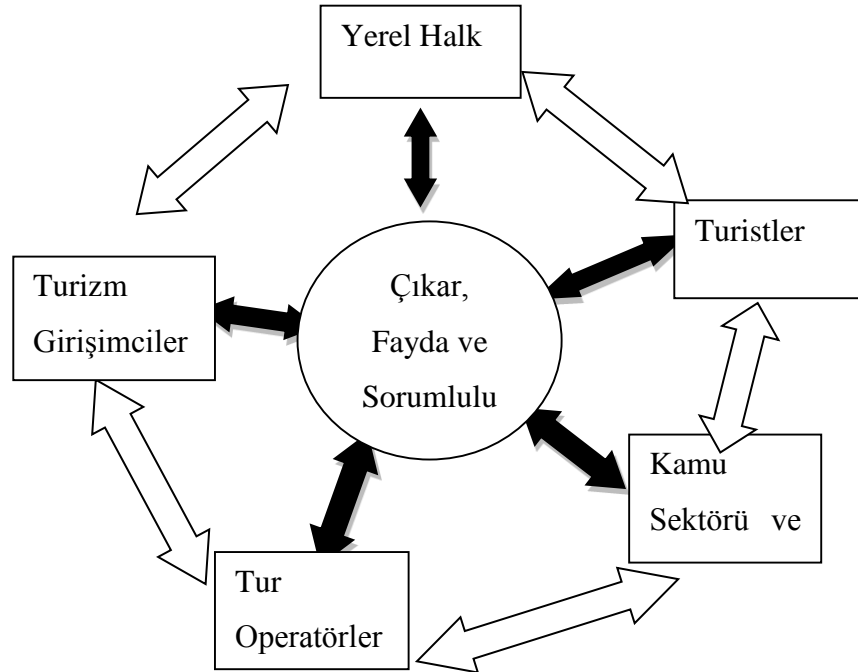 Yerel Halk
Turistler
Çıkar,
Fayda ve
Sorumlulu
Turizm
Girişimciler
Kamu
Sektörü ve
Tur
Operatörler